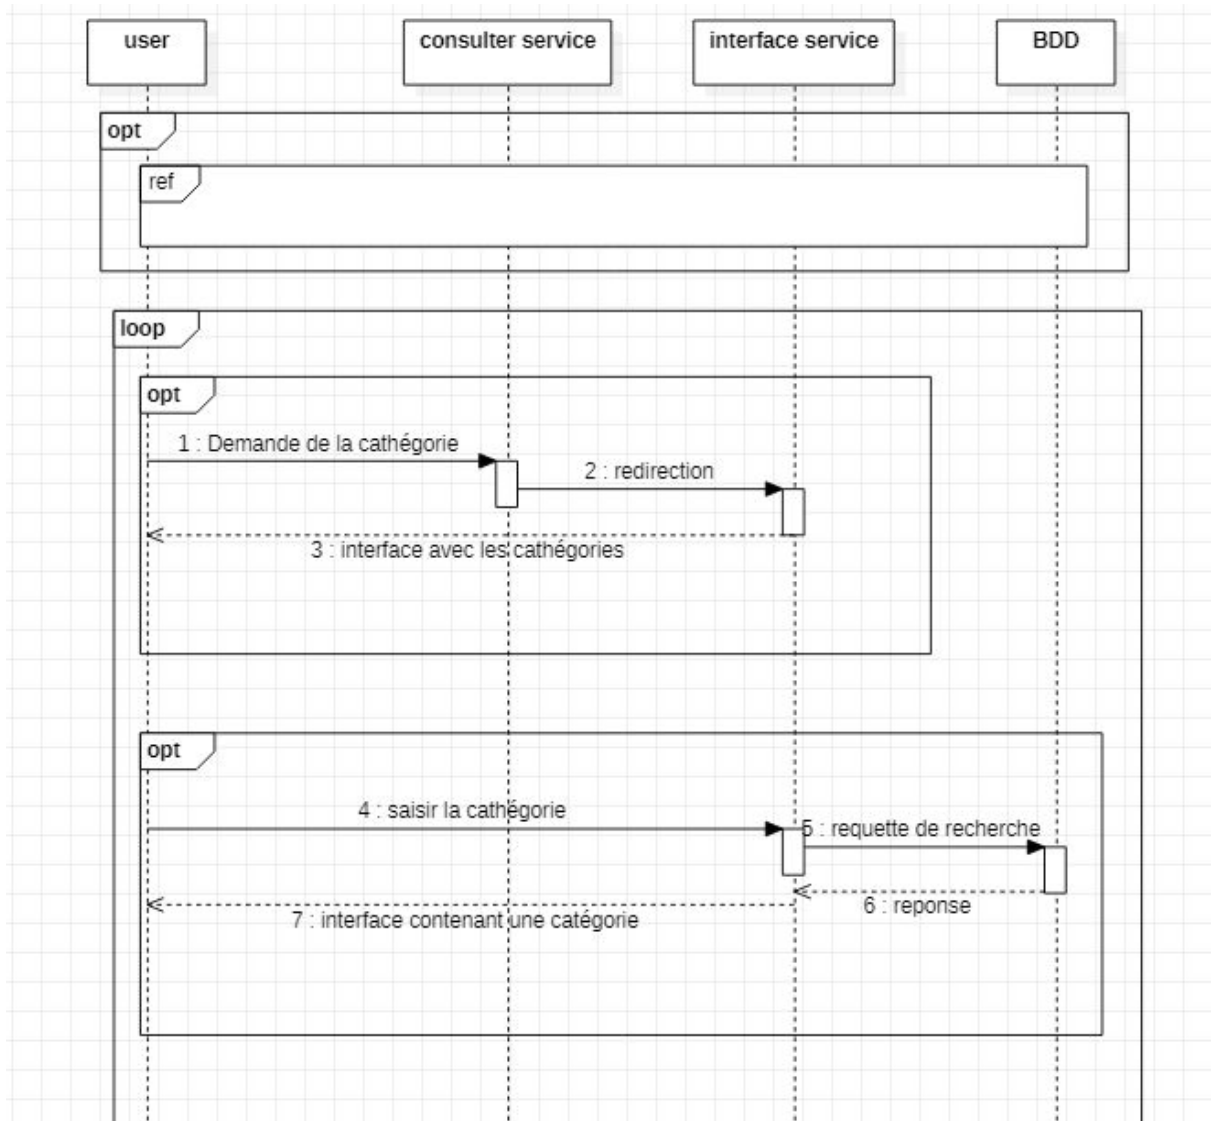 user
consulter service
interface service
BDD
opt
ref
loop
opt
1 : Demande de la cathégorie
2 : redirection
3 : interface avec les cathégories
opt
4 : saisir la cathégorie
5 : requette de recherche
6 : reponse
7 : interface contenant une catégorie